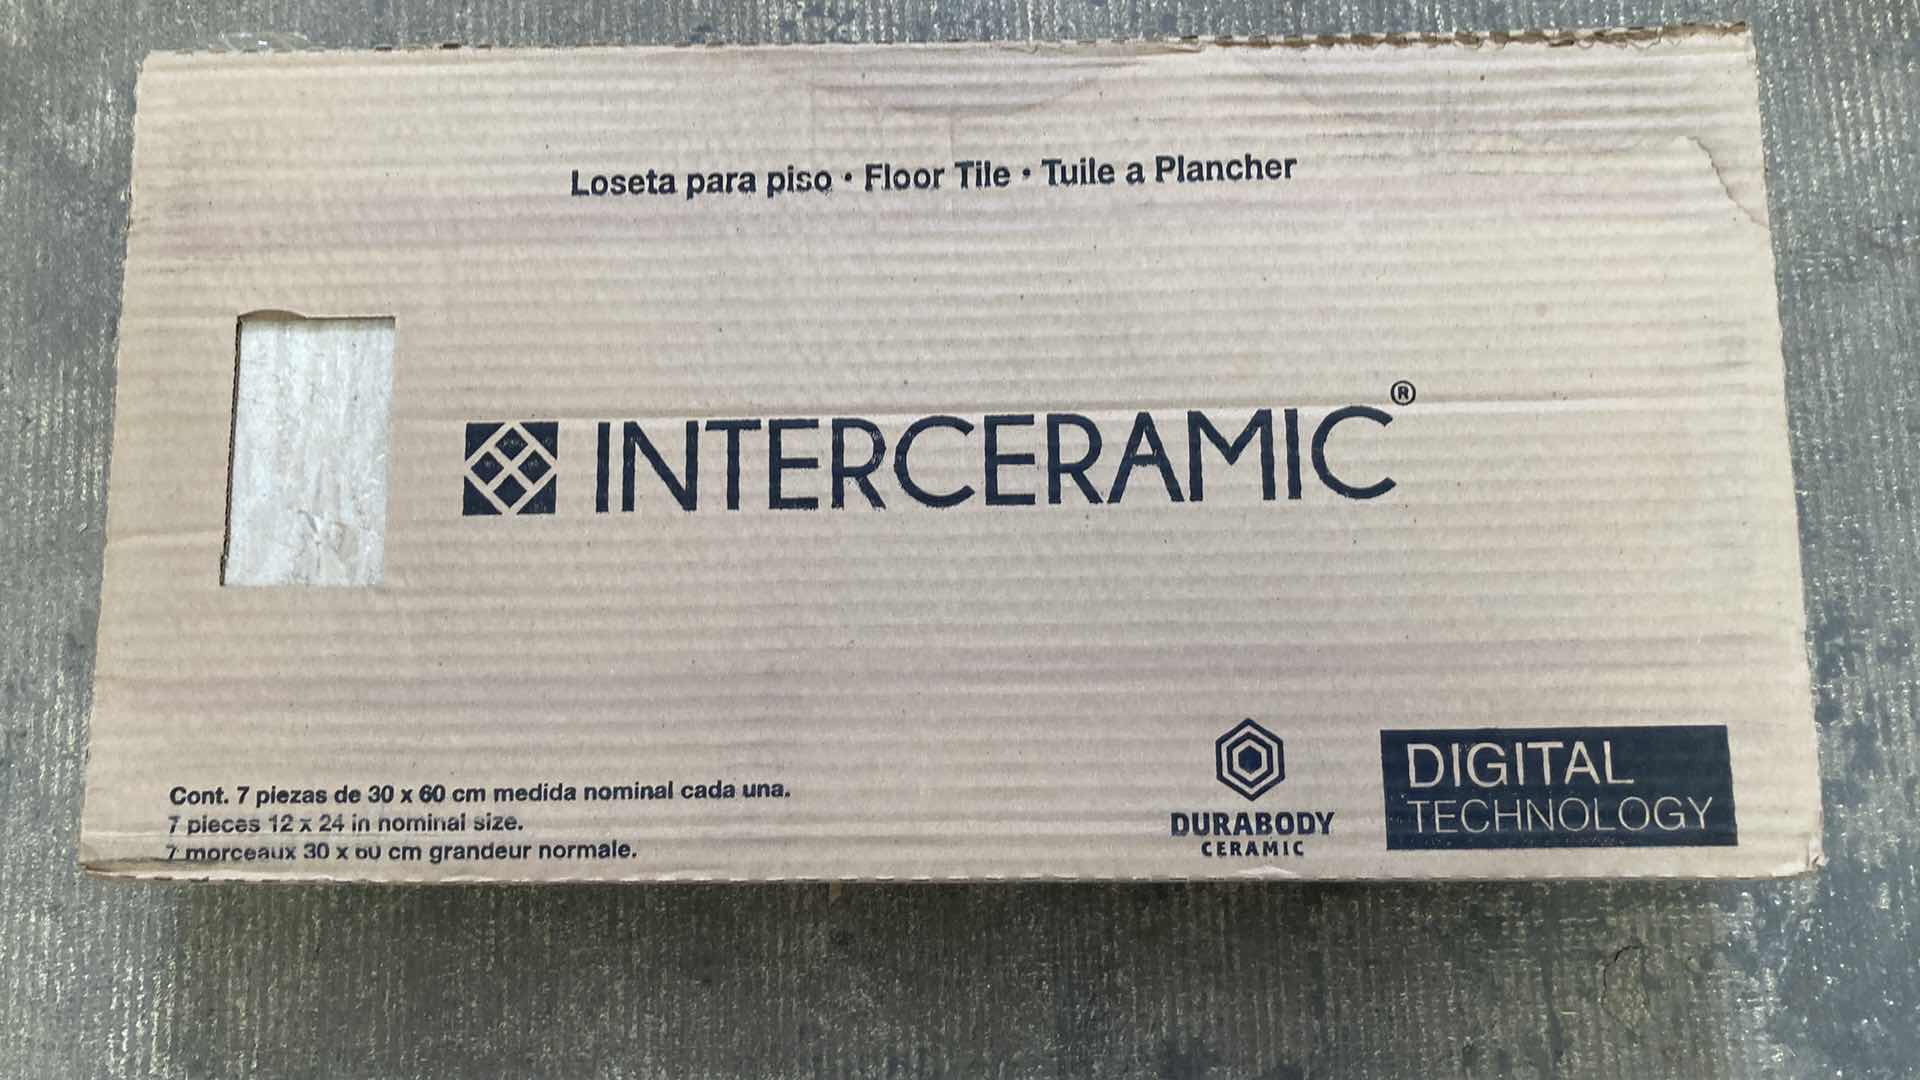 Loseta para piso • Floor Tile • Tuile a Plancher
INTERCERAMIC®
Cont. 7 piezas de 30 x 60 cm medida nominal cada una.
7 pieces 12 x 24 in nominal size.
7 morceaux 30 x 60 cm grandeur normale.
DURABODY
CERAMIC
DIGITAL
TECHNOLOGY